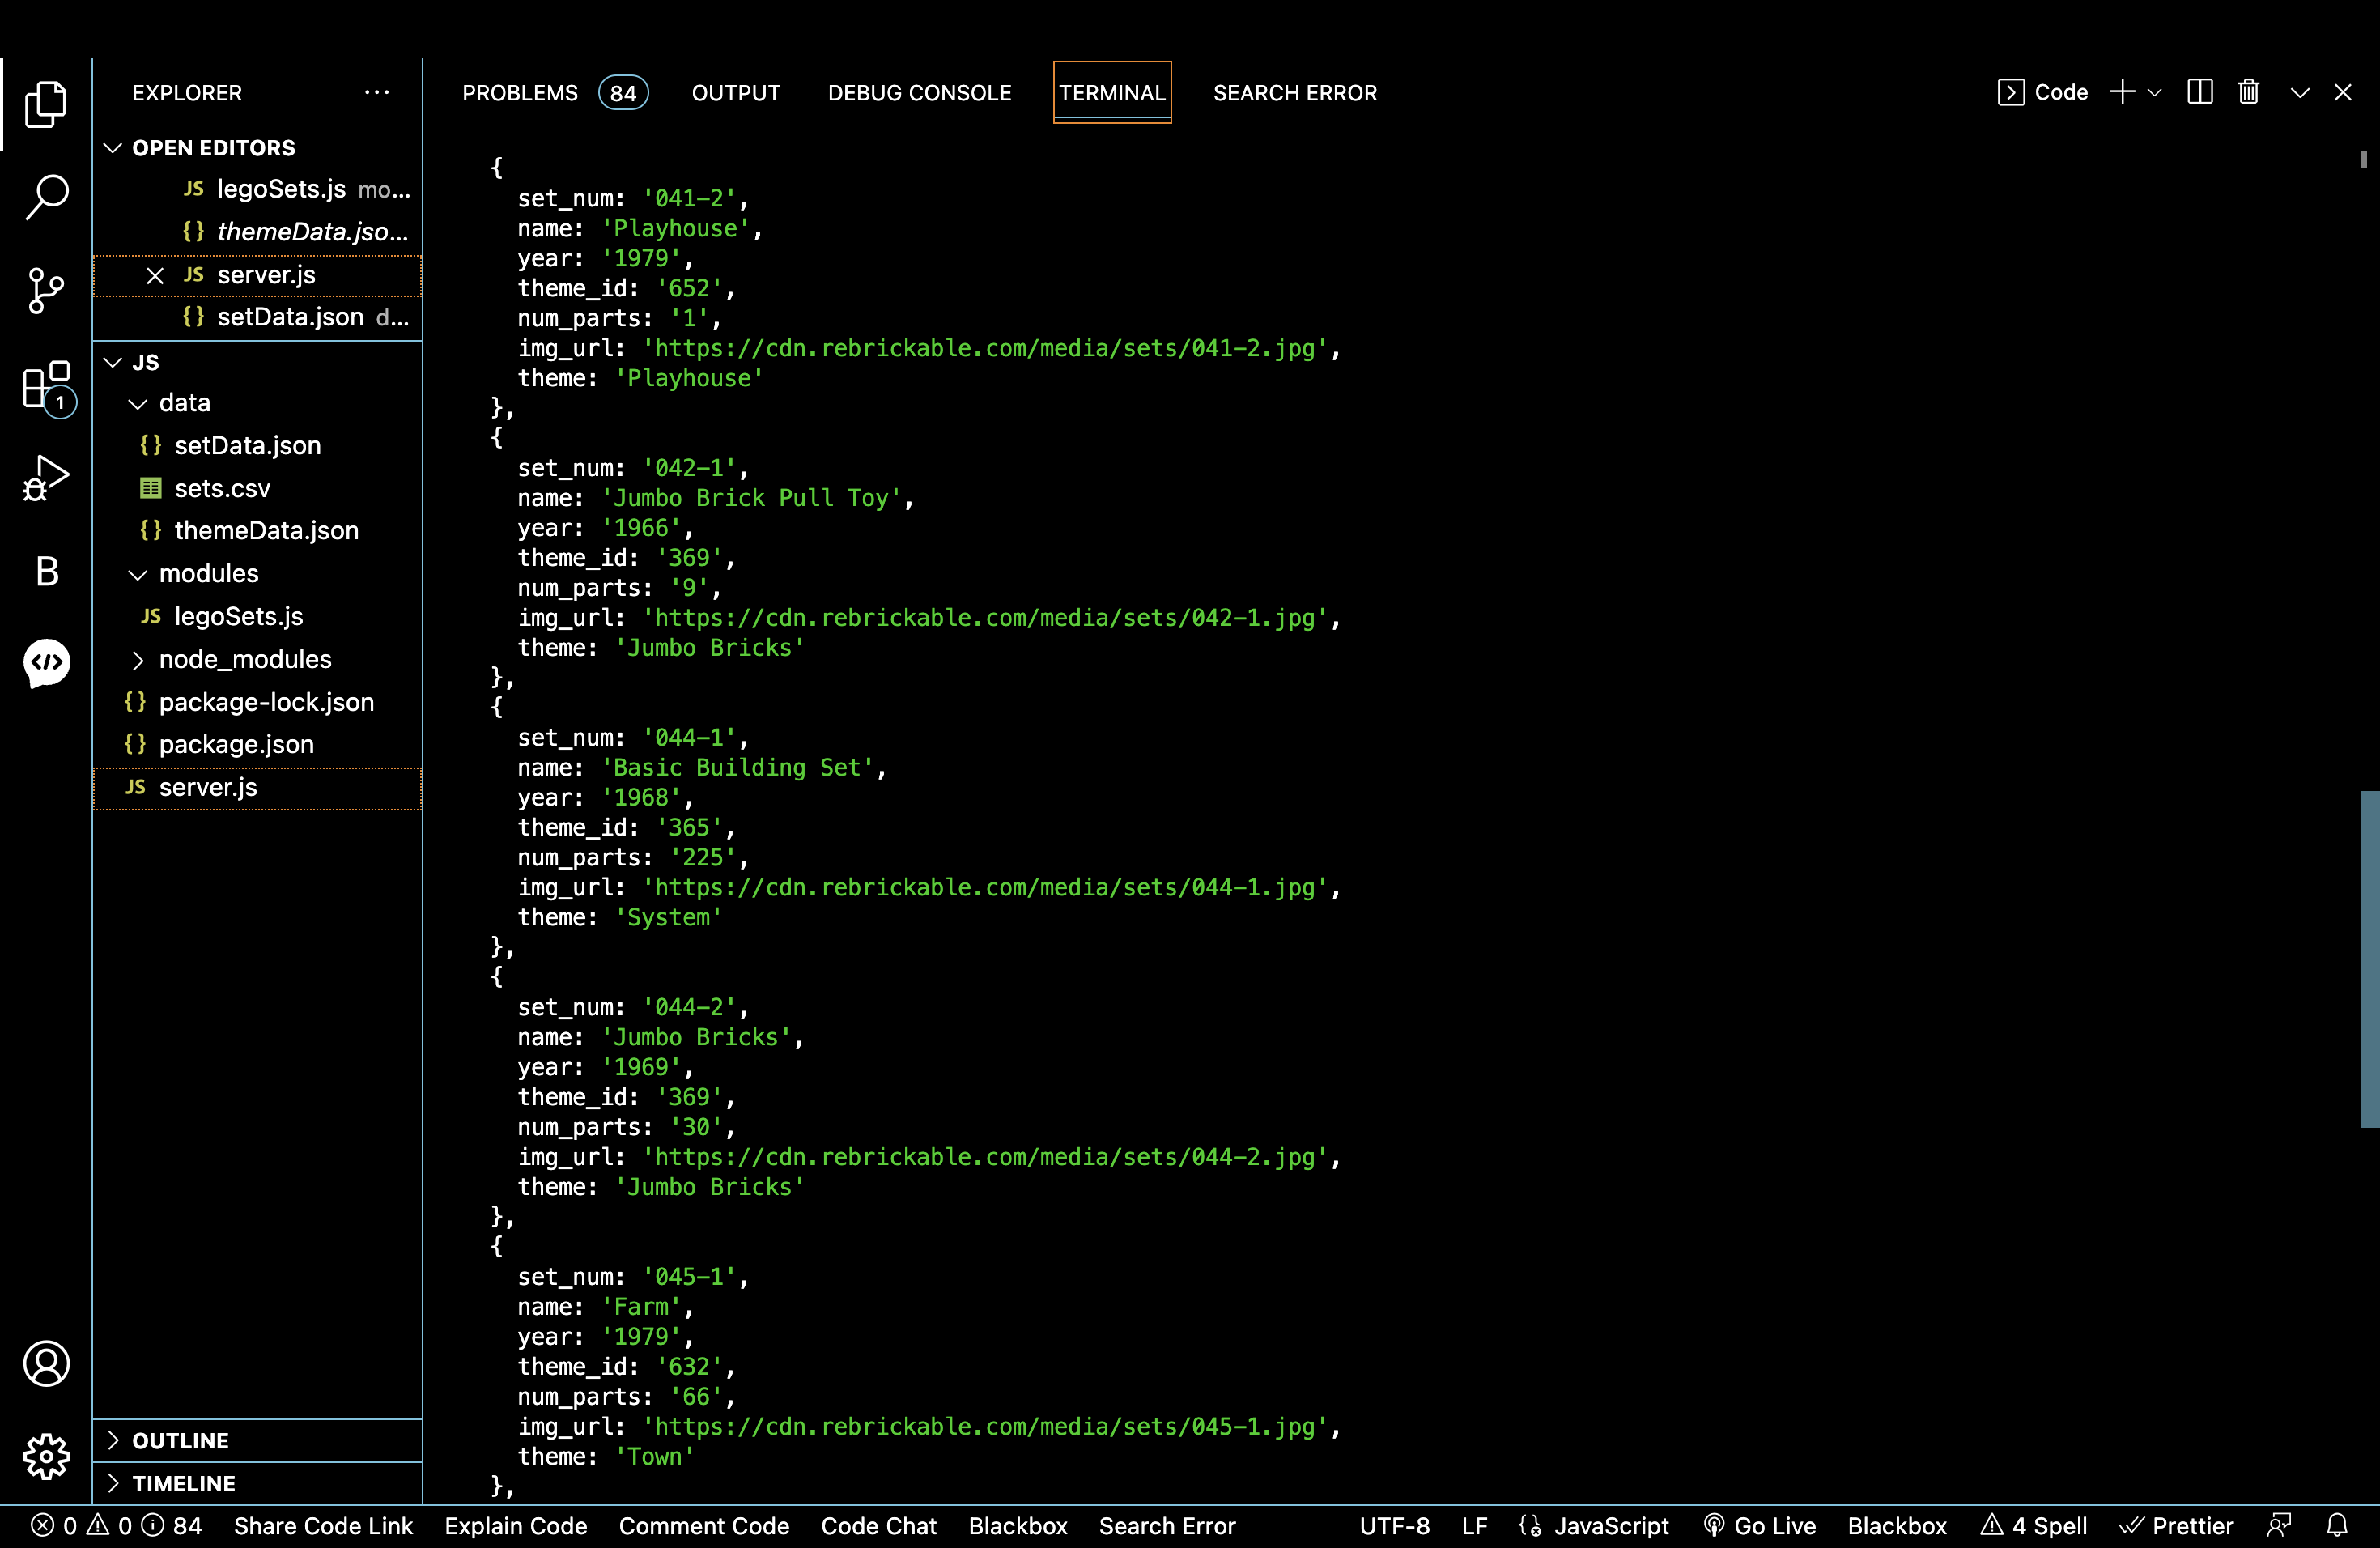 EXPLORER ...
OPEN EDITORS
JS legoSets.js mo...
{} themeData.jso...
JS server.js
{} setData.json d...
JS
data
{} setData.json
sets.csv
{} themeData.json
modules
JS legoSets.js
node_modules
{} package-lock.json
{} package.json
JS server.js
OUTLINE
TIMELINE
1
B
PROBLEMS 84 OUTPUT DEBUG CONSOLE TERMINAL SEARCH ERROR
Code
{
set_num: '041-2',
name: 'Playhouse',
year: '1979',
theme_id: '652',
num_parts: '1',
img_url: 'https://cdn.rebrickable.com/media/sets/041-2.jpg',
theme: 'Playhouse'
},
{
set_num: '042-1',
name: 'Jumbo Brick Pull Toy',
year: '1966',
theme_id: '369',
num_parts: '9',
img_url: 'https://cdn.rebrickable.com/media/sets/042-1.jpg',
theme: 'Jumbo Bricks'
},
{
set_num: '044-1',
name: 'Basic Building Set',
year: '1968',
theme_id: '365',
num_parts: '225',
img_url: 'https://cdn.rebrickable.com/media/sets/044-1.jpg',
theme: 'System'
},
{
set_num: '044-2',
name: 'Jumbo Bricks',
year: '1969',
theme_id: '369',
num_parts: '30',
img_url: 'https://cdn.rebrickable.com/media/sets/044-2.jpg',
theme: 'Jumbo Bricks'
},
{
set_num: '045-1',
name: 'Farm',
year: '1979',
theme_id: '632',
num_parts: '66',
img_url: 'https://cdn.rebrickable.com/media/sets/045-1.jpg',
theme: 'Town'
},
0 0 84 Share Code Link Explain Code Comment Code Code Chat Blackbox Search Error UTF-8 LF JavaScript Go Live Blackbox 4 Spell Prettier